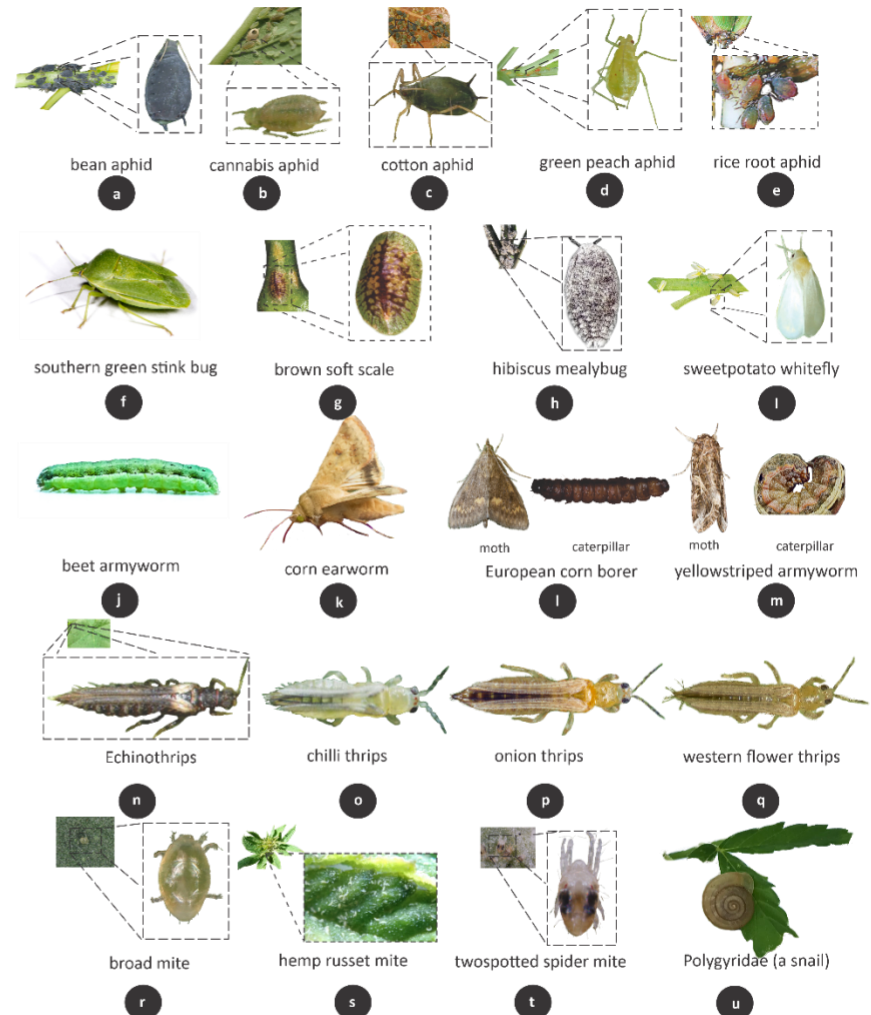 bean aphid
cannabis aphid
cotton aphid
green peach aphid
rice root aphid
a
b
c
d
e
southern green stink bug
brown soft scale
hibiscus mealybug
sweetpotato whitefly
f
g
h
I
moth
caterpillar
moth
caterpillar
beet armyworm
corn earworm
European corn borer
yellowstriped armyworm
j
k
l
m
Echinothrips
chilli thrips
onion thrips
western flower thrips
n
o
p
q
broad mite
hemp russet mite
twospotted spider mite
Polygyridae (a snail)
r
s
t
u